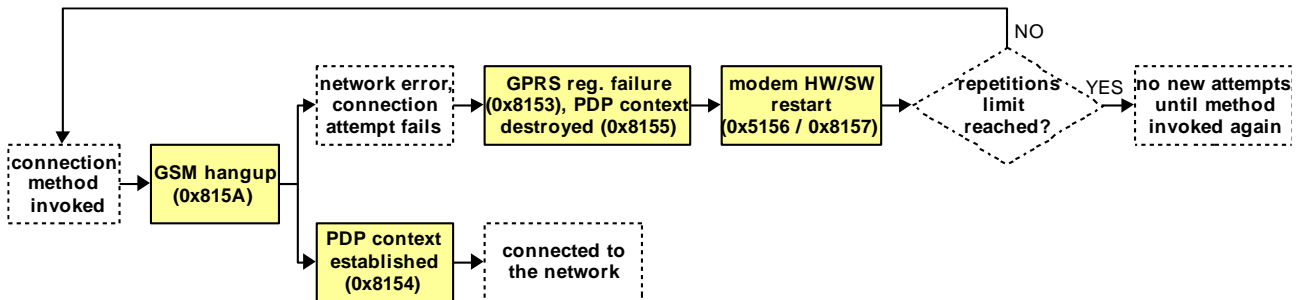 NO
network error,
connection
attempt fails
GPRS reg. failure
(0x8153), PDP context
destroyed (0x8155)
modem HW/SW
restart
(0x5156 / 0x8157)
repetitions
limit
reached?
YES
no new attempts
until method
invoked again
connection
method
invoked
GSM hangup
(0x815A)
PDP context
established
(0x8154)
connected to
the network